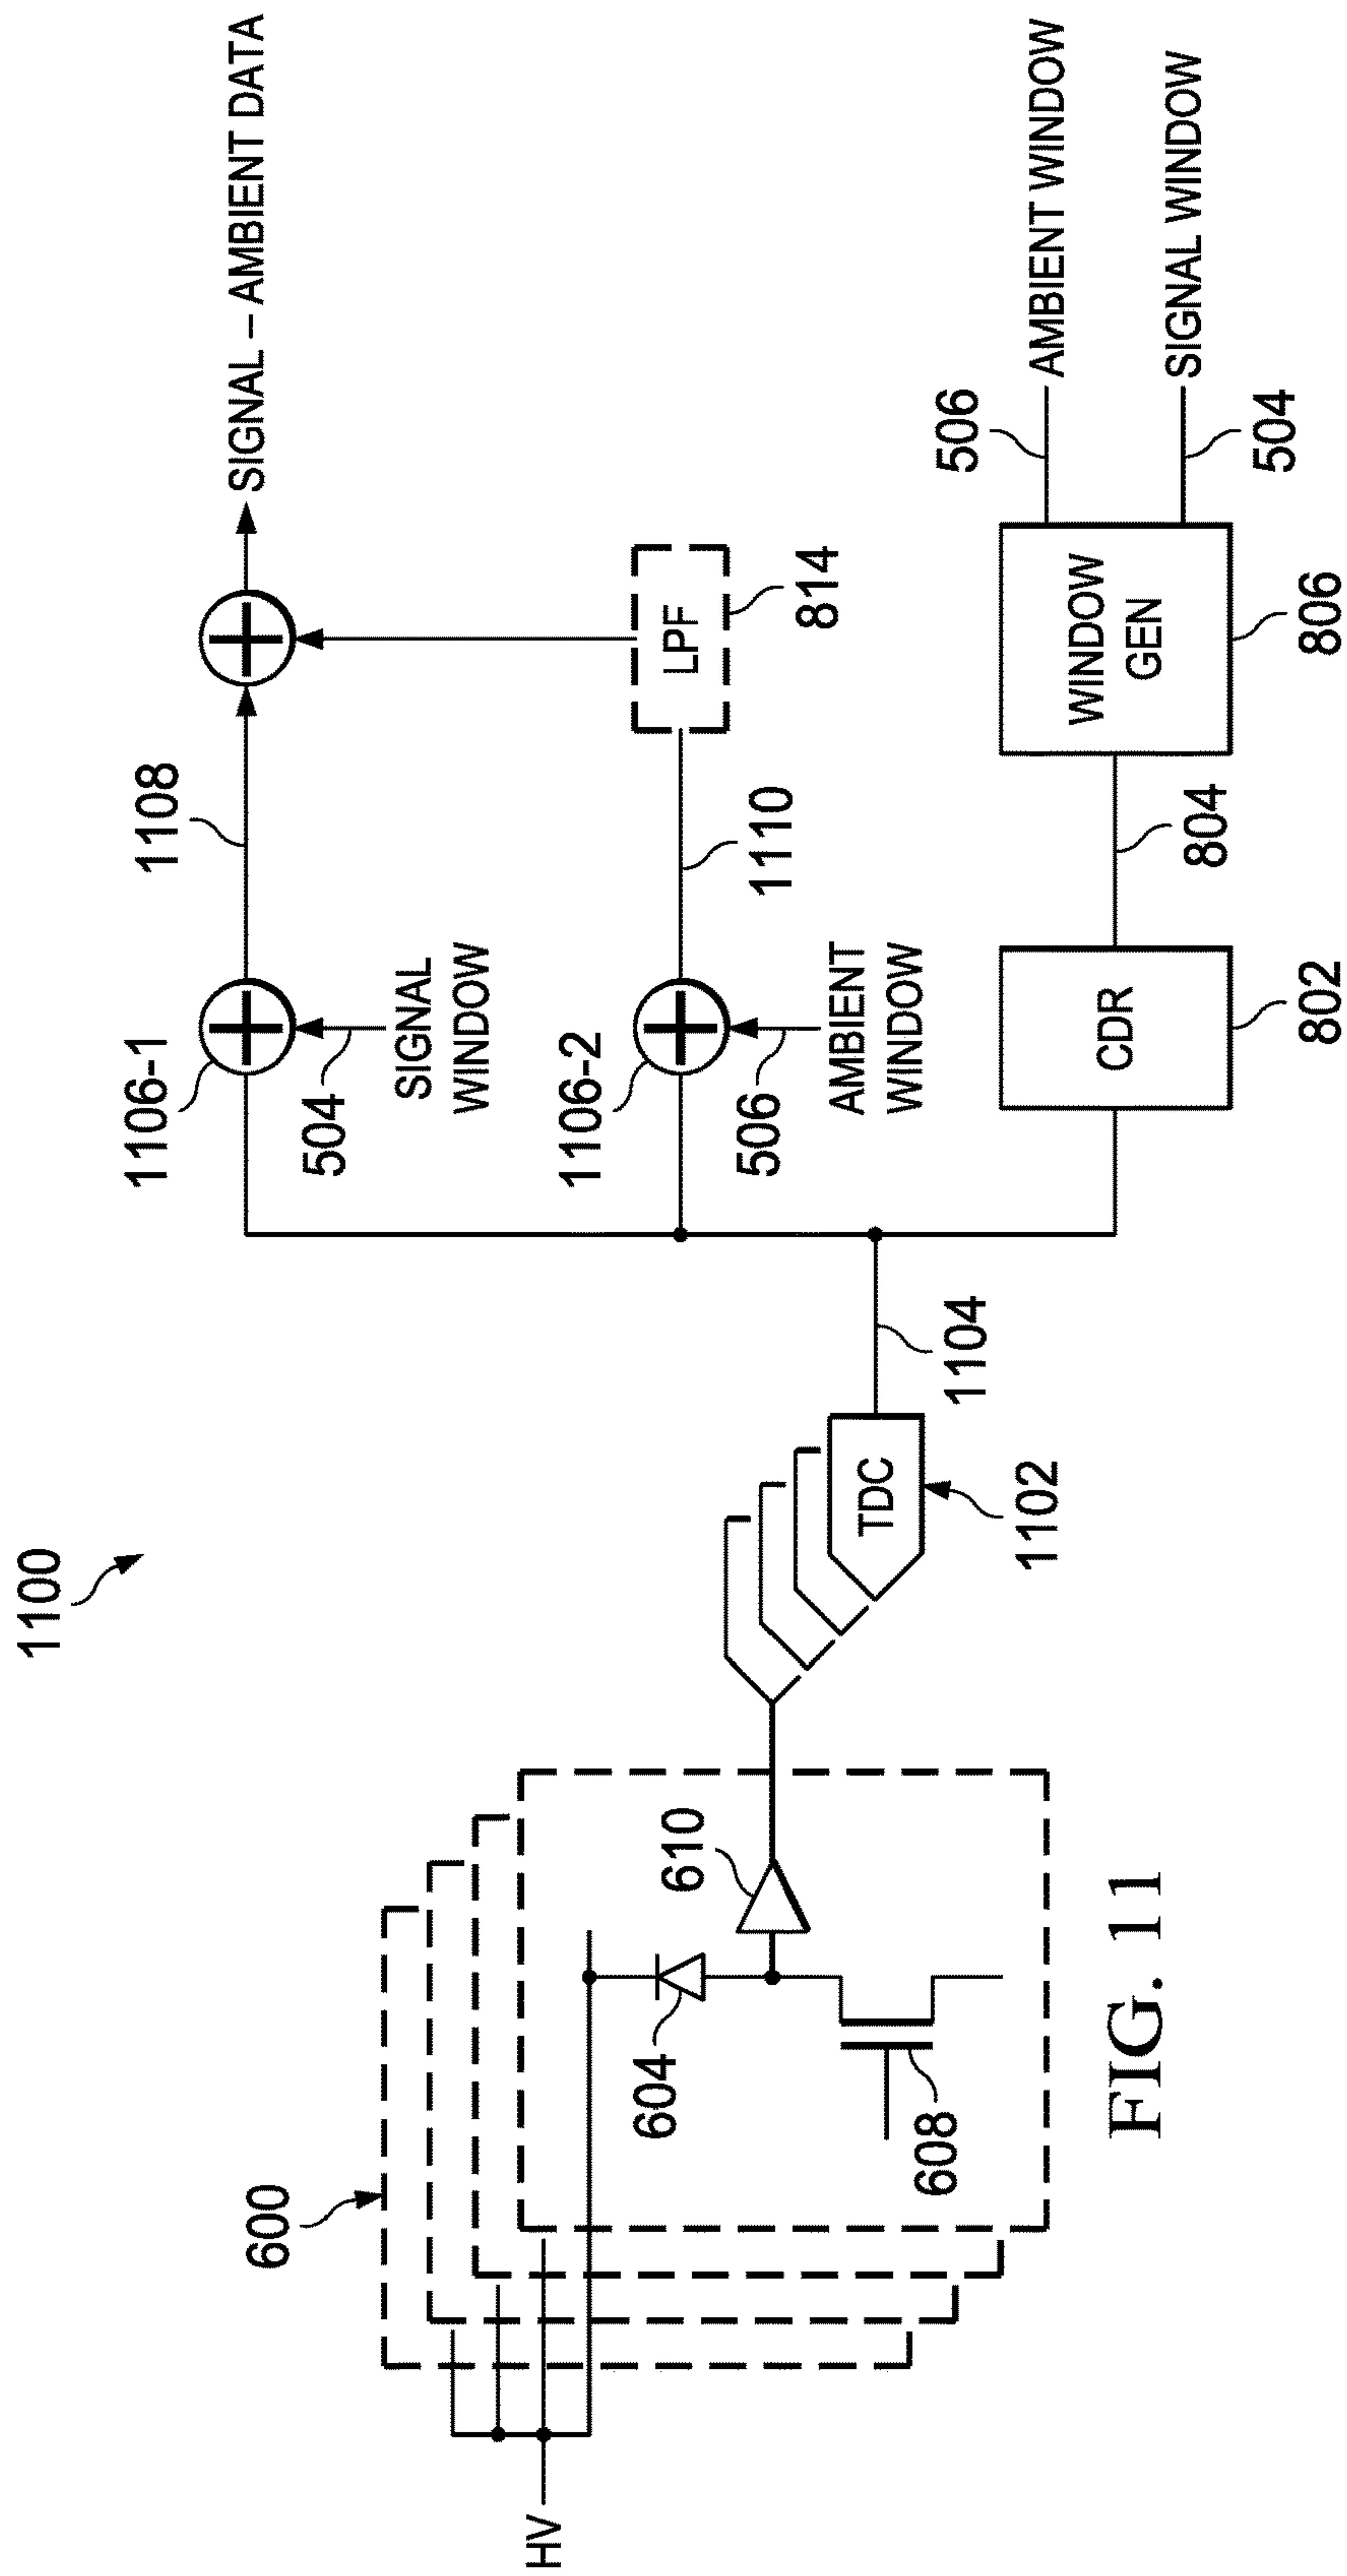 1100
HV
600
604
608
610
TDC
1102
1104
1106-1
504
SIGNAL
WINDOW
1108
SIGNAL – AMBIENT DATA
1106-2
506
AMBIENT
WINDOW
1110
LPF
814
CDR
802
804
WINDOW
GEN
806
506
AMBIENT WINDOW
504
SIGNAL WINDOW
FIG. 11